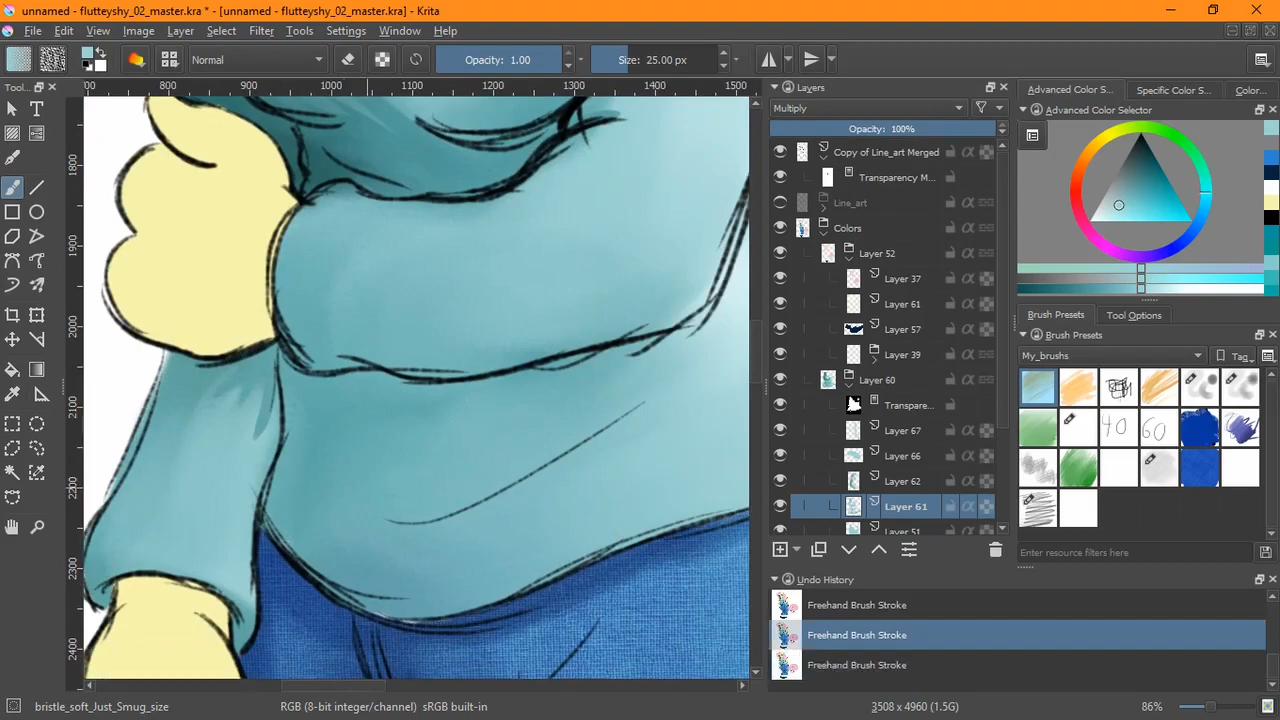 unnamed - flutteyshy_02_master.kra * - [unnamed - flutteyshy_02_master.kra] - Krita
File Edit View Image Layer Select Filter Tools Settings Window Help
Normal Opacity: 1.00 Size: 25.00 px
Tool...
00 800 900 1000 1100 1200 1300 1400 1500
1800
1900
2000
2100
2200
2300
2400
Layers
Multiply
Opacity: 100%
Copy of Line_art Merged
Transparency M...
Line_art
Colors
Layer 52
Layer 37
Layer 61
Layer 57
Layer 39
Layer 60
Transpare...
Layer 67
Layer 66
Layer 62
Layer 61
Layer 51
Undo History
Freehand Brush Stroke
Freehand Brush Stroke
Freehand Brush Stroke
Advanced Color S... Specific Color S... Color...
Advanced Color Selector
Brush Presets Tool Options
Brush Presets
My_brushes Tag
40 60
Enter resource filters here
bristle_soft_Just_Smug_size RGB (8-bit integer/channel) sRGB built-in 3508 x 4960 (1.5G) 86%